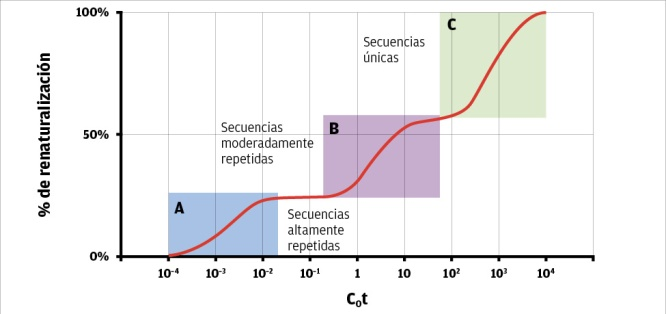 % de renaturalización
100%
50%
0%
A
B
C
Secuencias
únicas
Secuencias
moderadamente
repetidas
Secuencias
altamente
repetidas
10⁻⁴ 10⁻³ 10⁻² 10⁻¹ 1 10 10² 10³ 10⁴
C₀t